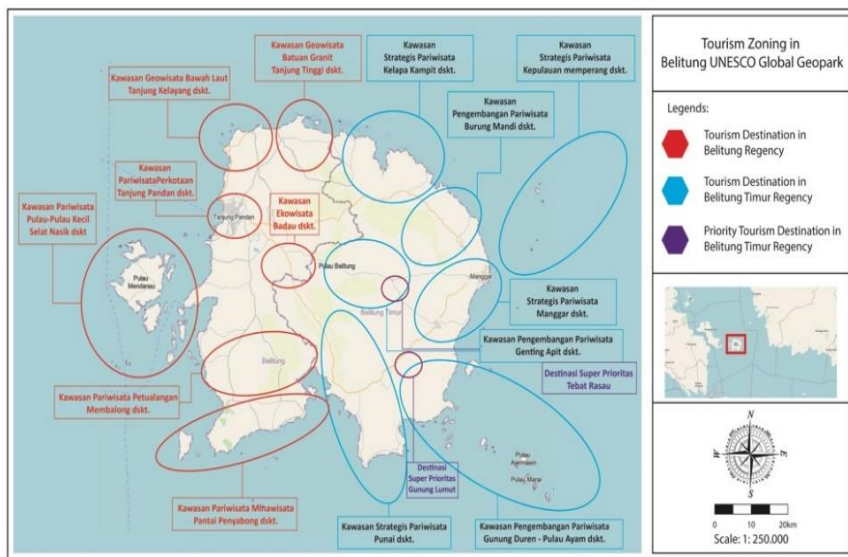 Kawasan Geowisata
Batuan Granit
Tanjung Tinggi dskt.
Kawasan
Strategis Pariwisata
Kelapa Kampit dskt.
Kawasan
Strategis Pariwisata
Kepulauan memperang dskt.
Kawasan Geowisata Bawah Laut
Tanjung Kelayang dskt.
Kawasan
Pengembangan Pariwisata
Burung Mandi dskt.
Kawasan
PariwisataPerkotaan
Tanjung Pandan dskt.
Kawasan Pariwisata
Pulau-Pulau Kecil
Selat Nasik dskt
Kawasan
Ekowisata
Badau dskt.
Tanjung Pandan
Pulau Belitung
Pulau
Mendanau
Manggar
Belitung Timur
Kawasan
Strategis Pariwisata
Manggar dskt.
Kawasan Pengembangan Pariwisata
Genting Apit dskt.
Destinasi Super Prioritas
Tebat Rasau
Belitung
Kawasan Pariwisata Petualangan
Membalong dskt.
Destinasi
Super Prioritas
Gunung Lumut
Pulau
Kawasan Pariwisata Minawisata
Pantai Penyabong dskt.
Kawasan Strategis Pariwisata
Punai dskt.
Kawasan Pengembangan Pariwisata
Gunung Duren - Pulau Ayam dskt.
Tourism Zoning in
Belitung UNESCO Global Geopark
Legends:
Tourism Destination in
Belitung Regency
Tourism Destination in
Belitung Timur Regency
Priority Tourism Destination in
Belitung Timur Regency
N
W
E
S
0 10 20km
Scale: 1: 250.000